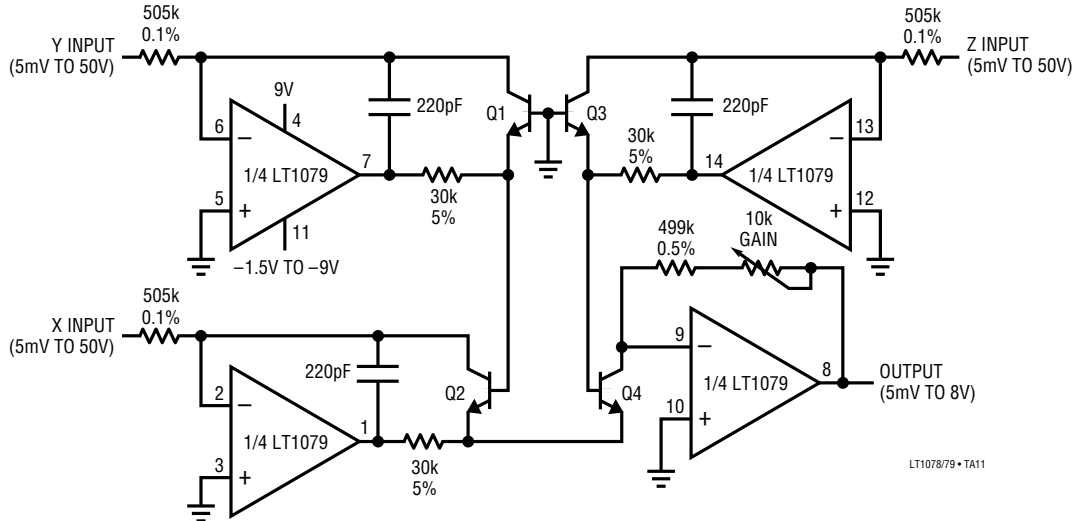 505k
0.1%
Y INPUT
(5mV TO 50V)
505k
0.1%
Z INPUT
(5mV TO 50V)
9V
4
220pF
Q1
Q3
220pF
6
–
1/4 LT1079
7
5
+
11
–1.5V TO –9V
30k
5%
30k
5%
14
13
–
1/4 LT1079
12
+
505k
0.1%
X INPUT
(5mV TO 50V)
499k
0.5%
10k
GAIN
220pF
Q2
Q4
2
–
1/4 LT1079
1
3
+
30k
5%
9
–
1/4 LT1079
8
10
+
OUTPUT
(5mV TO 8V)
LT1078/79 • TA11